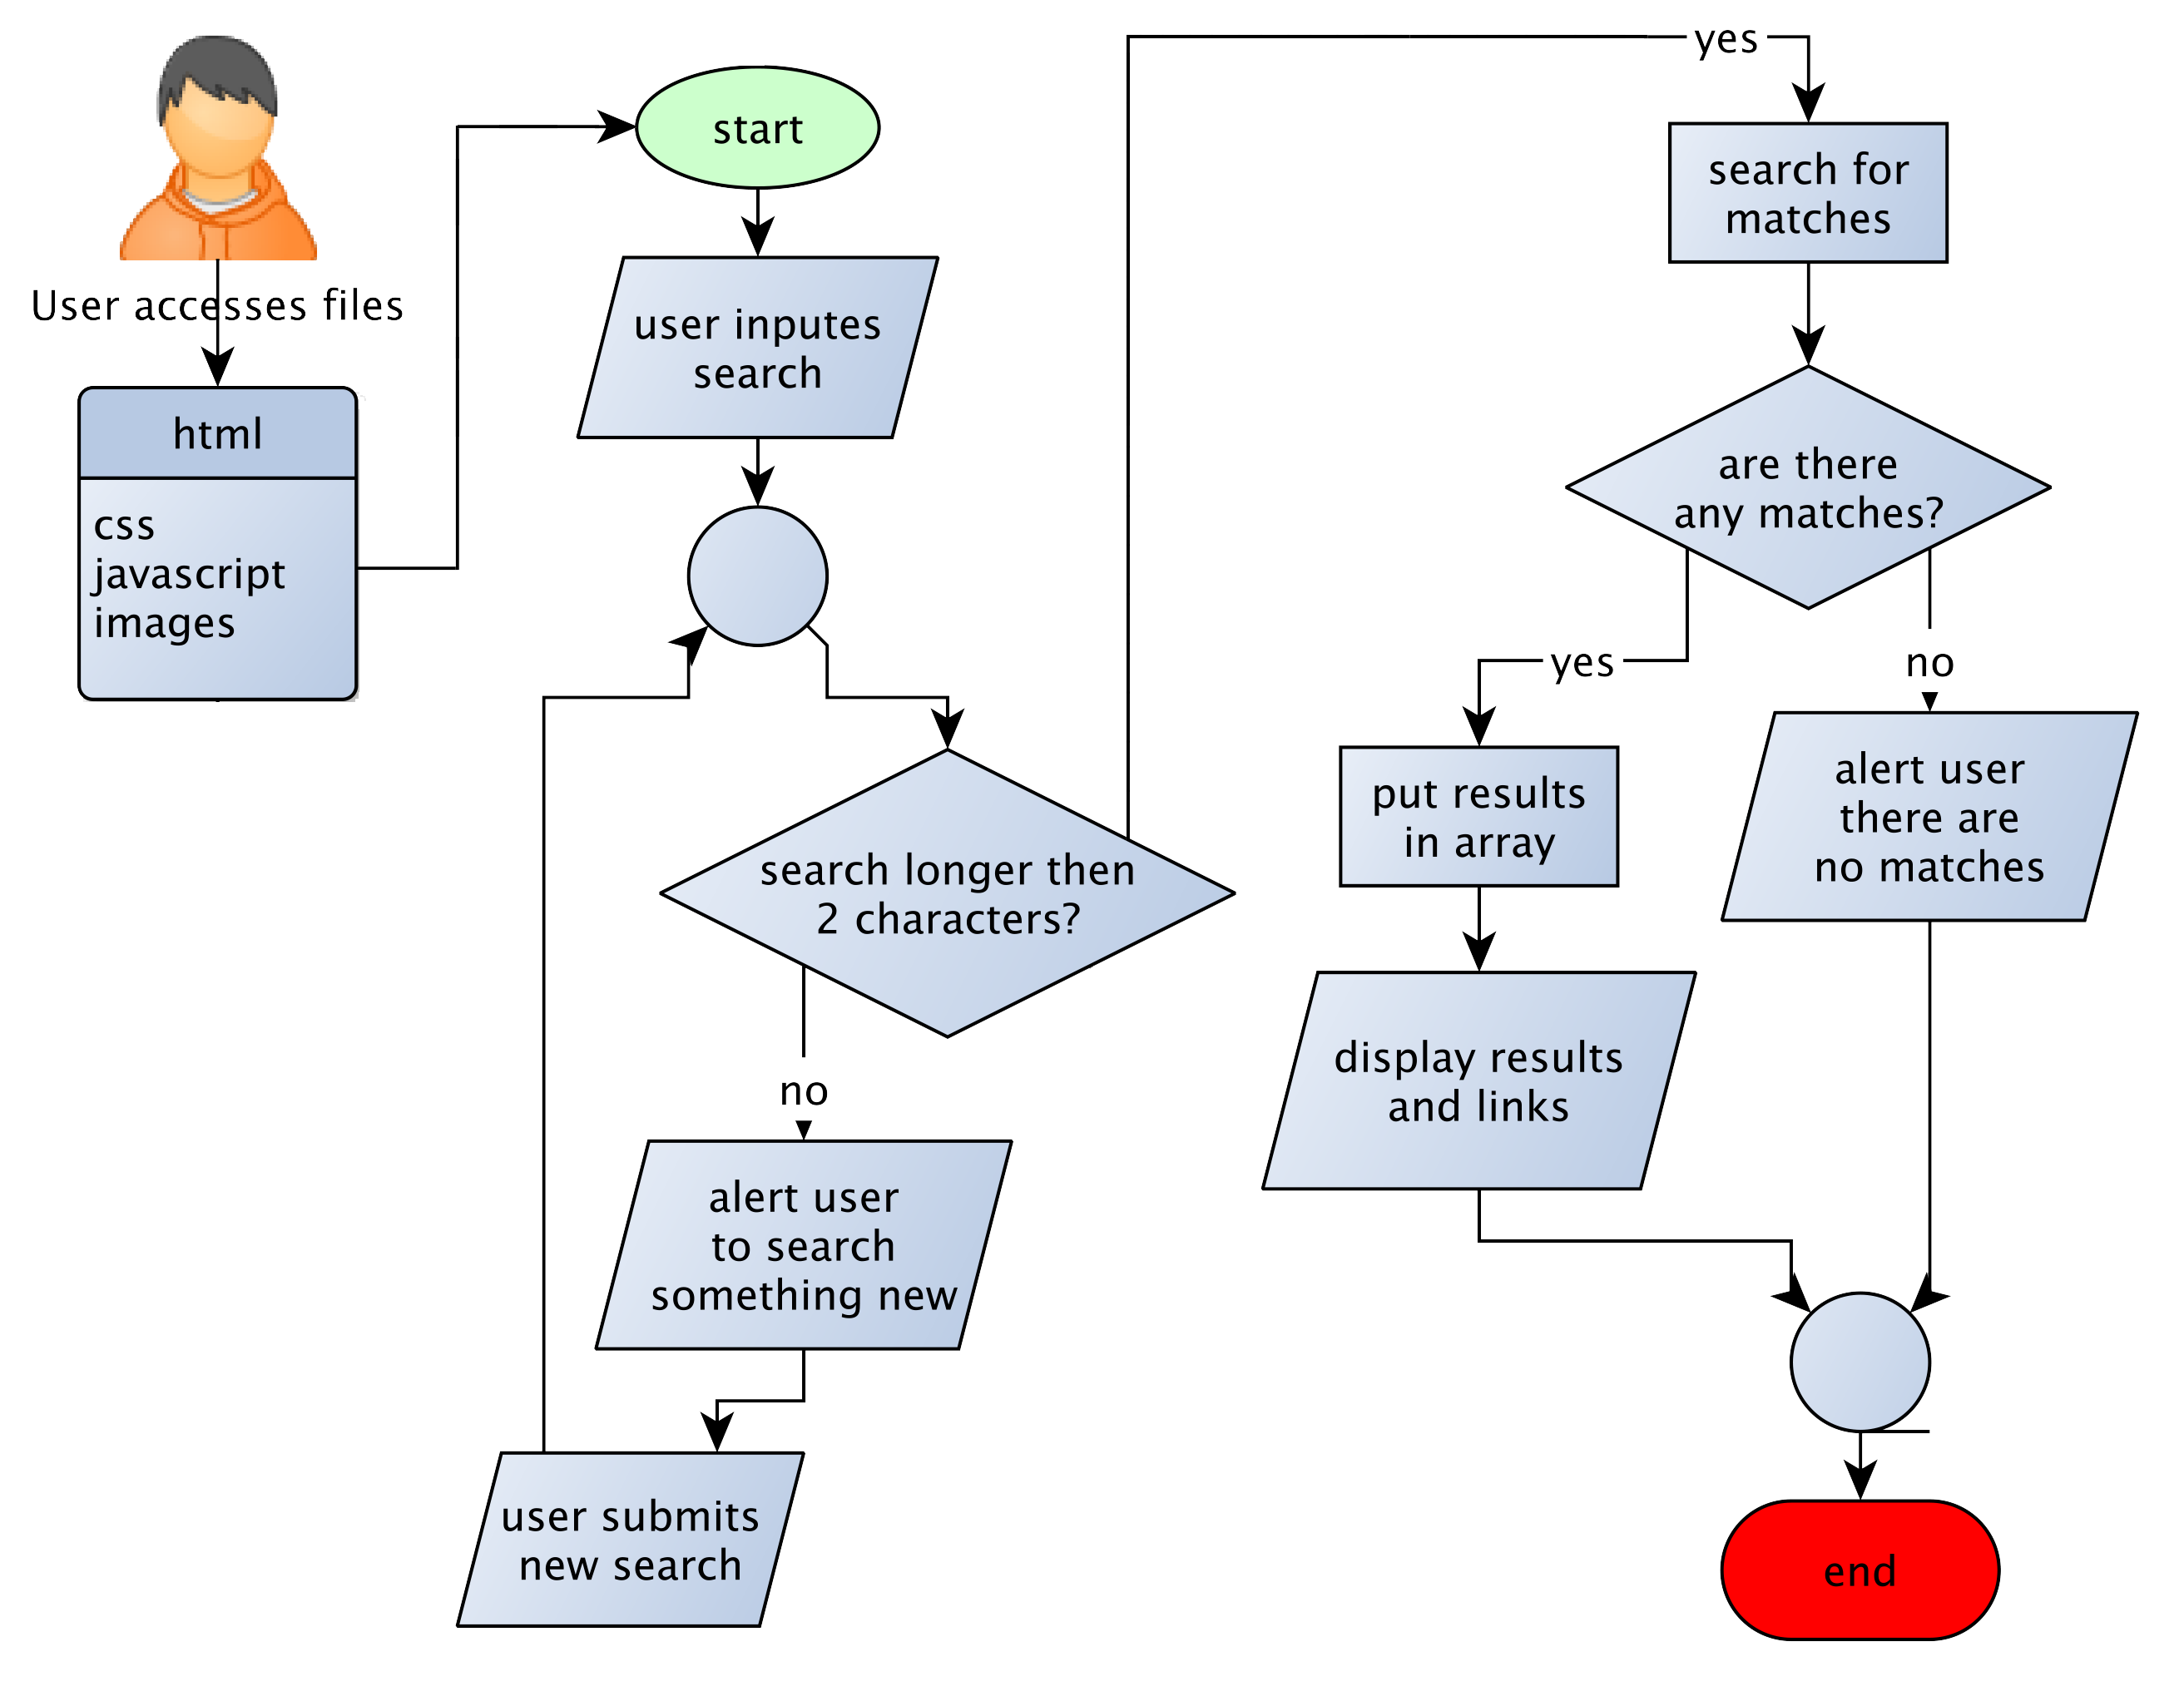 User accesses files
html
css
javascript
images
start
user inputes
search
search longer then
2 characters?
no
alert user
to search
something new
user submits
new search
yes
search for
matches
are there
any matches?
yes
put results
in array
display results
and links
no
alert user
there are
no matches
end